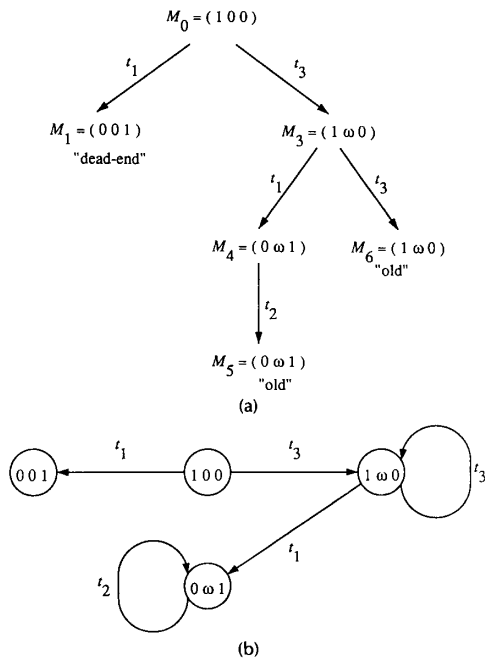 M0 = ( 1 0 0 )
t1
t3
M1 = ( 0 0 1 )
"dead-end"
M3 = ( 1 ω 0 )
t1
t3
M4 = ( 0 ω 1 )
M6 = ( 1 ω 0 )
"old"
t2
M5 = ( 0 ω 1 )
"old"
(a)
0 0 1
t1
1 0 0
t3
1 ω 0
t3
t1
t2
0 ω 1
(b)